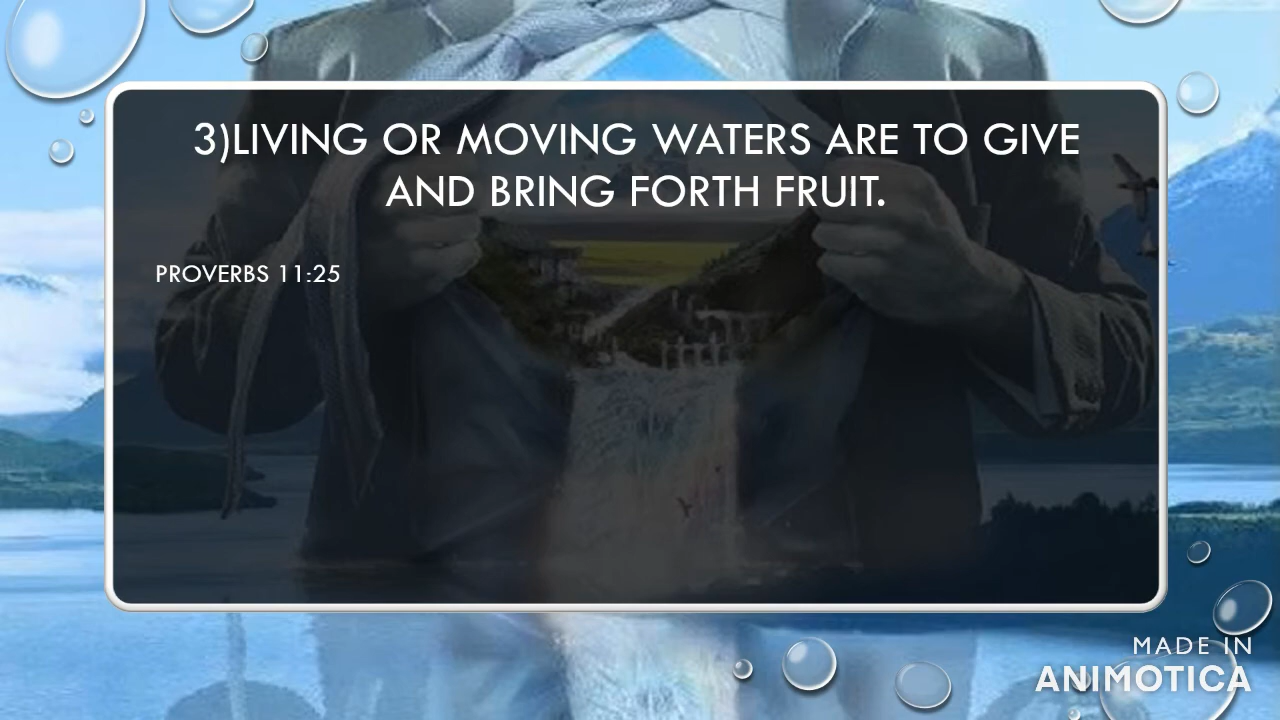 3)LIVING OR MOVING WATERS ARE TO GIVE
AND BRING FORTH FRUIT.
PROVERBS 11:25
MADE IN
ANIMOTICA